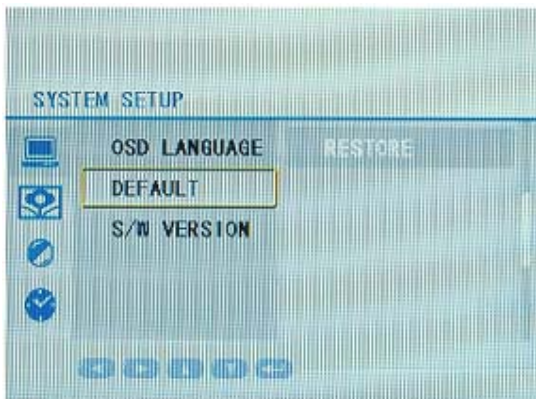 SYSTEM SETUP
OSD LANGUAGE
RESTORE
DEFAULT
S/W VERSION